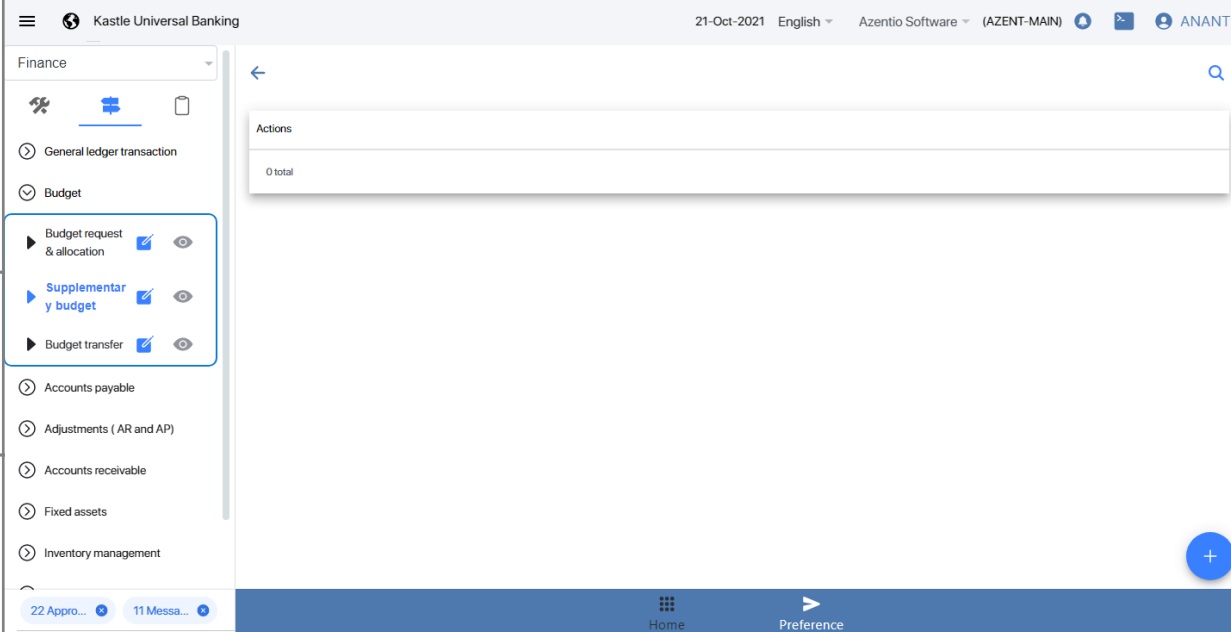 Kastle Universal Banking
21-Oct-2021 English Azentio Software (AZENT-MAIN) ANANT
Finance
General ledger transaction
Budget
Budget request
& allocation
Supplementar
y budget
Budget transfer
Accounts payable
Adjustments ( AR and AP)
Accounts receivable
Fixed assets
Inventory management
22 Appro... 11 Messa...
Actions
0 total
Home Preference